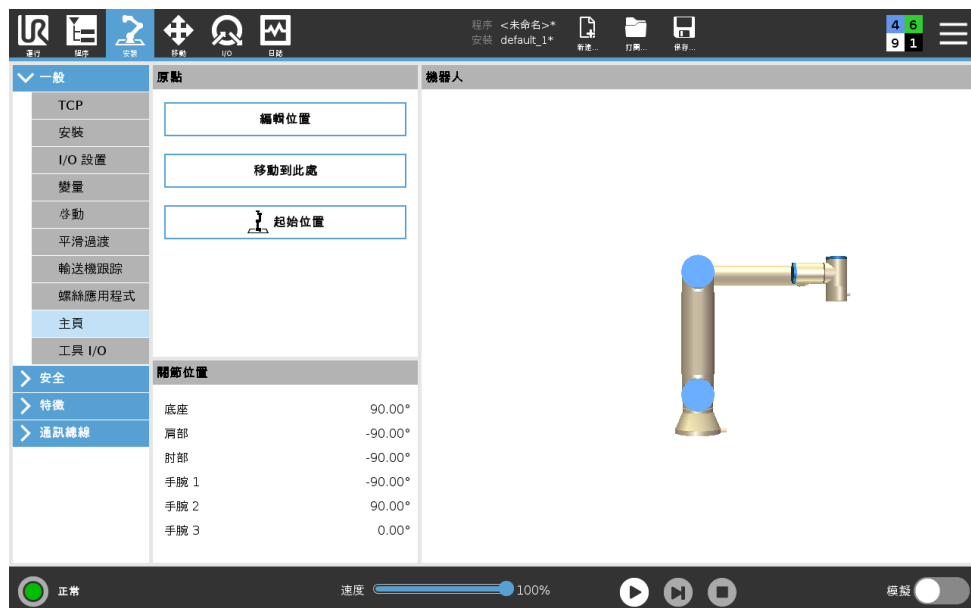 UR
運行
程序
安裝
移動
I/O
日誌
程序 <未命名>*
安裝 default_1*
新建...
打開...
保存...
4 6
9 1
一般
TCP
安裝
I/O 設置
變量
啓動
平滑過渡
輸送機跟踪
螺絲應用程式
主頁
工具 I/O
安全
特徵
通訊總線
原點
編輯位置
移動到此處
起始位置
關節位置
底座 90.00°
肩部 -90.00°
肘部 -90.00°
手腕 1 -90.00°
手腕 2 90.00°
手腕 3 0.00°
機器人
正常
速度 100%
模擬